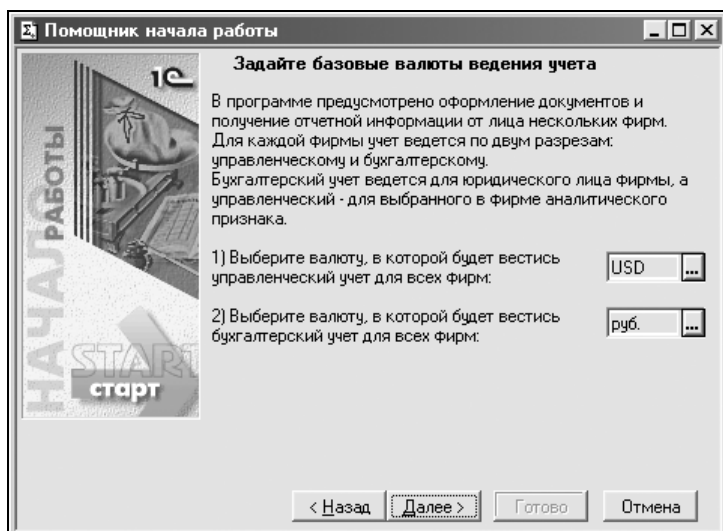 Помощник начала работы
1С
НАЧАЛО
РАБОТЫ
START
старт
Задайте базовые валюты ведения учета
В программе предусмотрено оформление документов и
получение отчетной информации от лица нескольких фирм.
Для каждой фирмы учет ведется по двум разрезам:
управленческому и бухгалтерскому.
Бухгалтерский учет ведется для юридического лица фирмы, а
управленческий - для выбранного в фирме аналитического
признака.
1) Выберите валюту, в которой будет вестись
управленческий учет для всех фирм:
USD ...
2) Выберите валюту, в которой будет вестись
бухгалтерский учет для всех фирм:
руб. ...
< Назад Далее > Готово Отмена